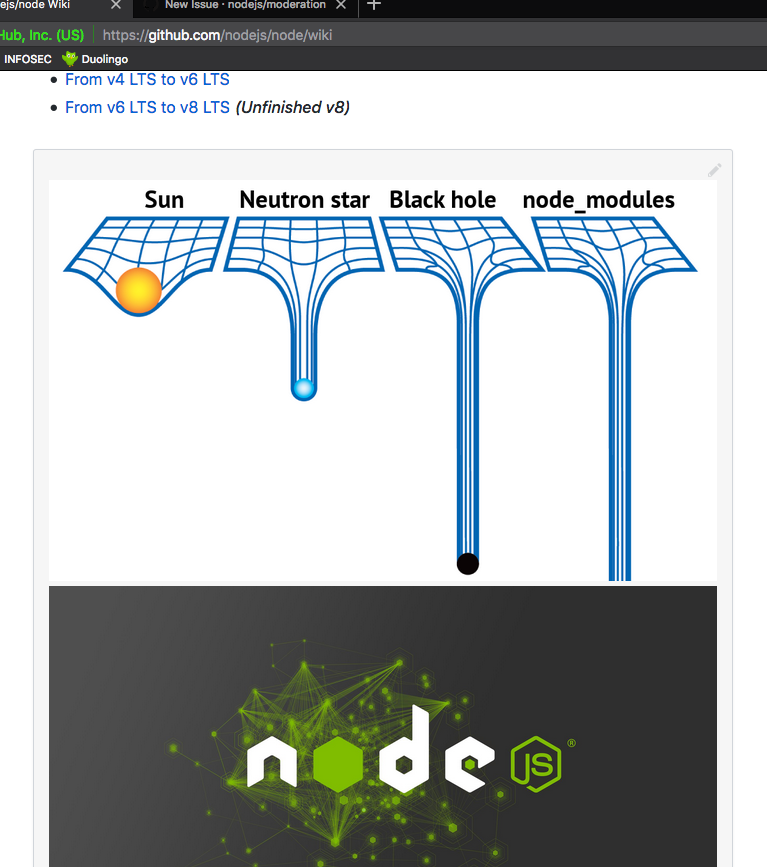 ejs/node Wiki
New Issue · nodejs/moderation
Hub, Inc. (US)
https://github.com/nodejs/node/wiki
INFOSEC
Duolingo
From v4 LTS to v6 LTS
From v6 LTS to v8 LTS (Unfinished v8)
Sun
Neutron star
Black hole
node_modules
node JS ®